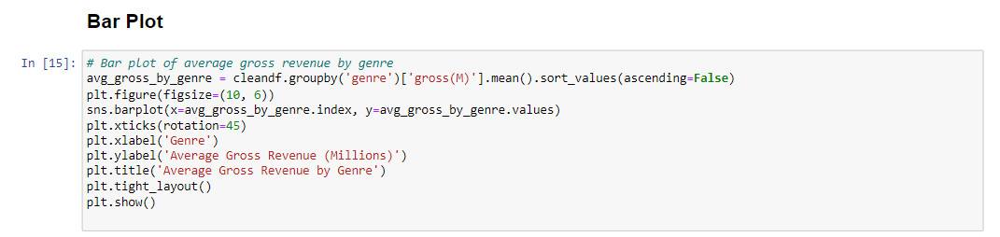 Bar Plot
In [15]:
# Bar plot of average gross revenue by genre
avg_gross_by_genre = cleandf.groupby('genre')['gross(M)'].mean().sort_values(ascending=False)
plt.figure(figsize=(10, 6))
sns.barplot(x=avg_gross_by_genre.index, y=avg_gross_by_genre.values)
plt.xticks(rotation=45)
plt.xlabel('Genre')
plt.ylabel('Average Gross Revenue (Millions)')
plt.title('Average Gross Revenue by Genre')
plt.tight_layout()
plt.show()